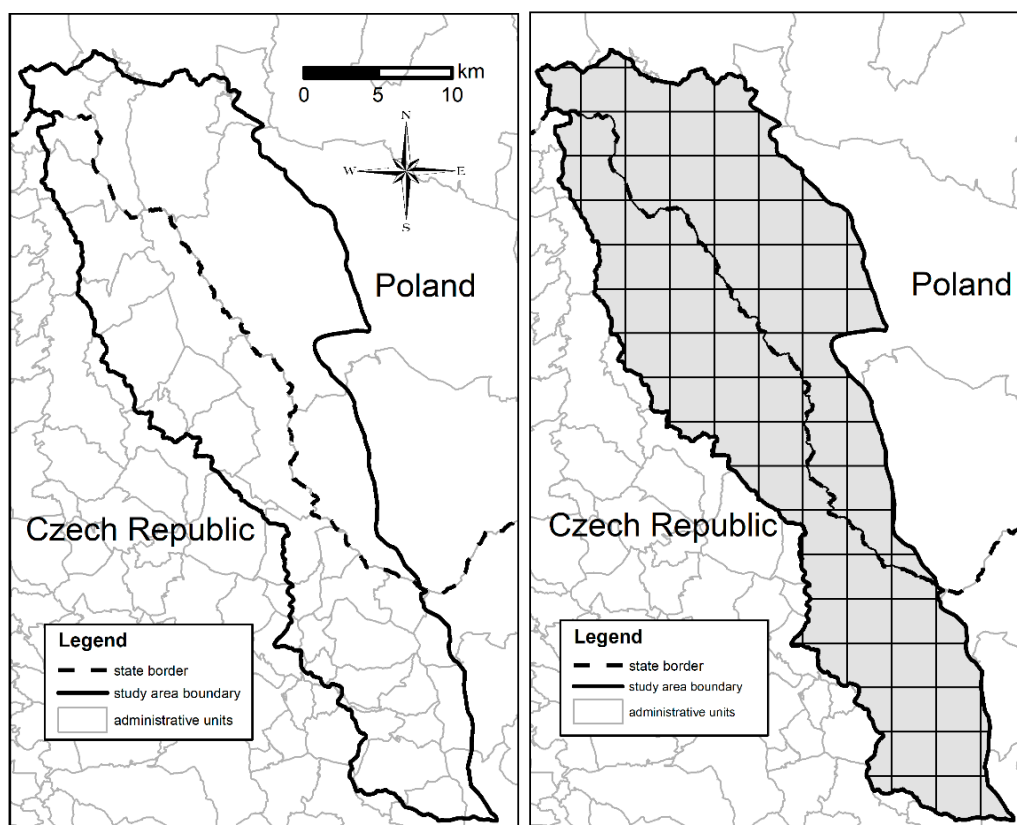 km
0 5 10
N
W E
S
Poland
Czech Republic
Legend
state border
study area boundary
administrative units
Poland
Czech Republic
Legend
state border
study area boundary
administrative units